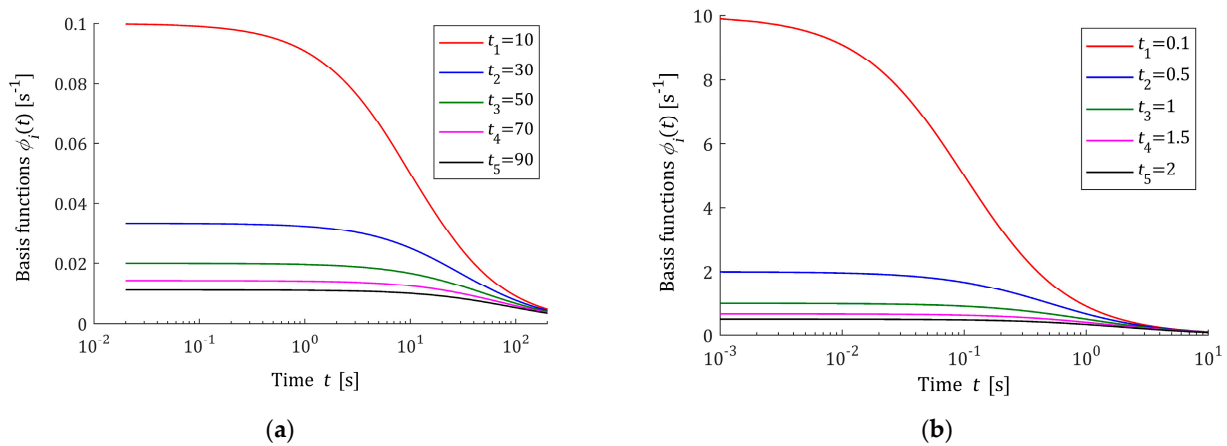 0.1
0.08
0.06
0.04
0.02
0
10⁻² 10⁻¹ 10⁰ 10¹ 10²
Basis functions ϕᵢ(t) [s⁻¹]
Time t [s]
t₁=10
t₂=30
t₃=50
t₄=70
t₅=90
(a)
10
8
6
4
2
0
10⁻³ 10⁻² 10⁻¹ 10⁰ 10¹
Basis functions ϕᵢ(t) [s⁻¹]
Time t [s]
t₁=0.1
t₂=0.5
t₃=1
t₄=1.5
t₅=2
(b)